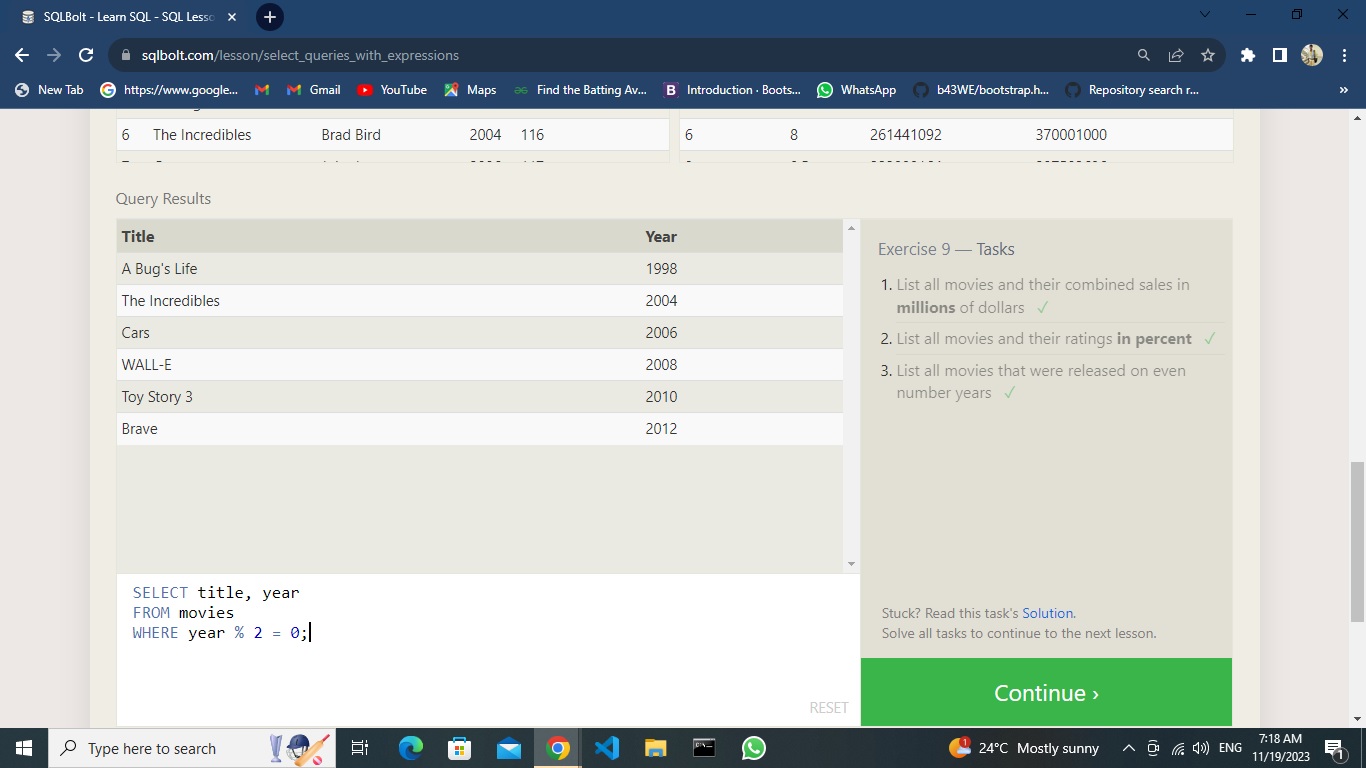 SQLBolt - Learn SQL - SQL Lesso
sqlbolt.com/lesson/select_queries_with_expressions
New Tab
https://www.google...
Gmail
YouTube
Maps
Find the Batting Av...
Introduction · Boots...
WhatsApp
b43WE/bootstrap.h...
Repository search r...
»
6 The Incredibles Brad Bird 2004 116
6 8 261441092 370001000
Query Results
Title Year
A Bug's Life 1998
The Incredibles 2004
Cars 2006
WALL-E 2008
Toy Story 3 2010
Brave 2012
Exercise 9 — Tasks
1. List all movies and their combined sales in
millions of dollars ✓
2. List all movies and their ratings in percent ✓
3. List all movies that were released on even
number years ✓
SELECT title, year
FROM movies
WHERE year % 2 = 0;
RESET
Stuck? Read this task's Solution.
Solve all tasks to continue to the next lesson.
Continue ›
Type here to search
1
24°C Mostly sunny
ENG
7:18 AM
11/19/2023
1